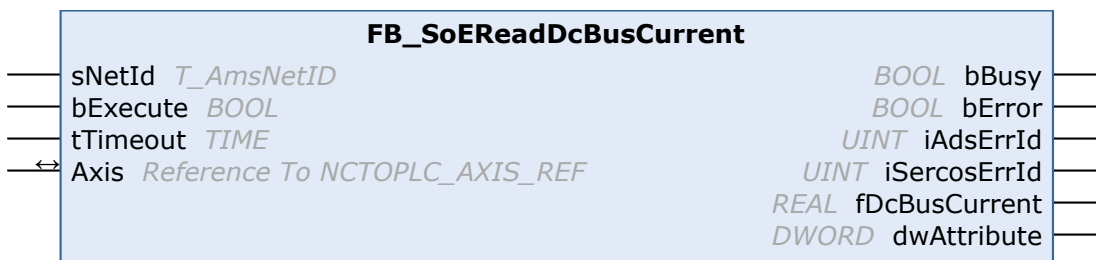 FB_SoEReadDcBusCurrent
sNetId T_AmsNetID BOOL bBusy
bExecute BOOL BOOL bError
tTimeout TIME UINT iAdsErrId
Axis Reference To NCTOPLC_AXIS_REF UINT iSercosErrId
REAL fDcBusCurrent
DWORD dwAttribute